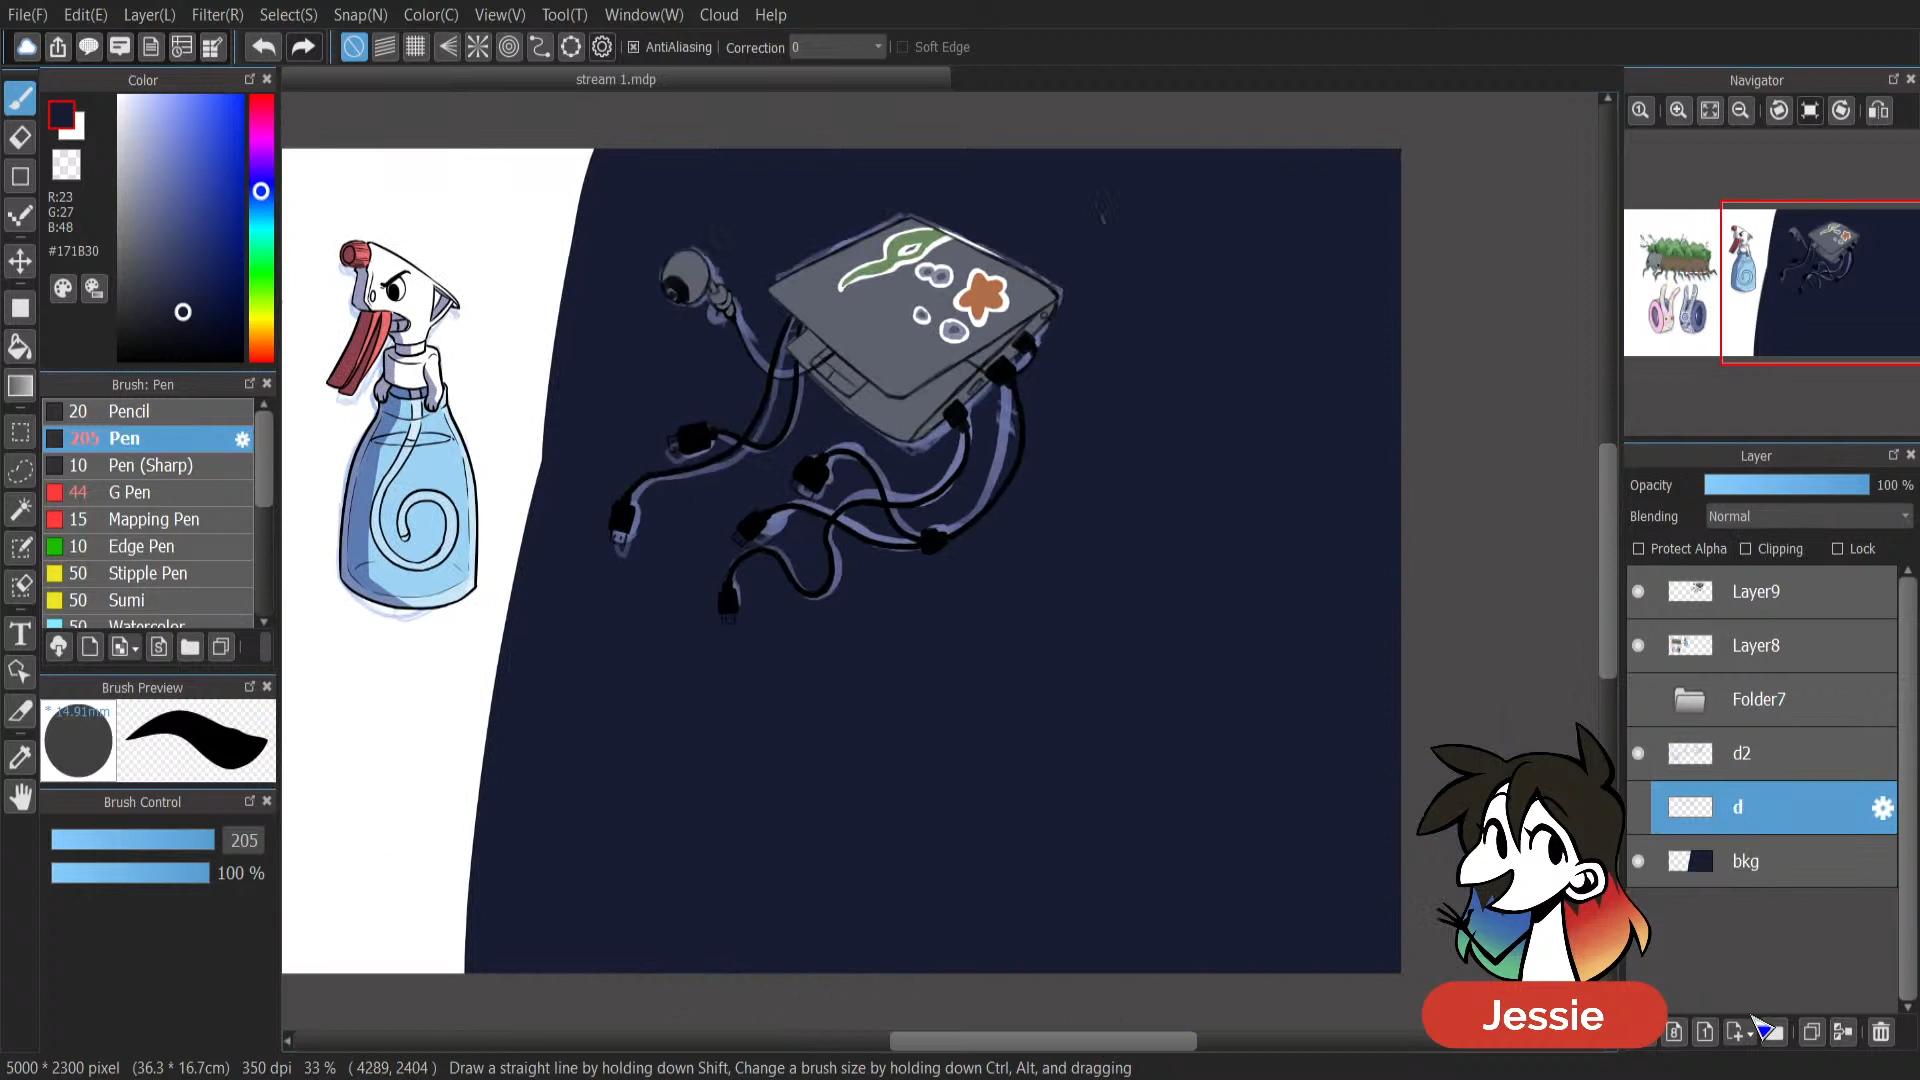 File(F) Edit(E) Layer(L) Filter(R) Select(S) Snap(N) Color(C) View(V) Tool(T) Window(W) Cloud Help
AntiAliasing Correction 0 Soft Edge
Color
stream 1.mdp
Navigator
R:23
G:27
B:48
#171B30
Brush: Pen
20 Pencil
205 Pen
10 Pen (Sharp)
44 G Pen
15 Mapping Pen
10 Edge Pen
50 Stipple Pen
50 Sumi
50 Watercolor
Brush Preview
* 14.91mm
Brush Control
205
100 %
Layer
Opacity 100 %
Blending Normal
Protect Alpha Clipping Lock
Layer9
Layer8
Folder7
d2
d
bkg
Jessie
5000 * 2300 pixel (36.3 * 16.7cm) 350 dpi 33 % ( 4289, 2404 ) Draw a straight line by holding down Shift, Change a brush size by holding down Ctrl, Alt, and dragging